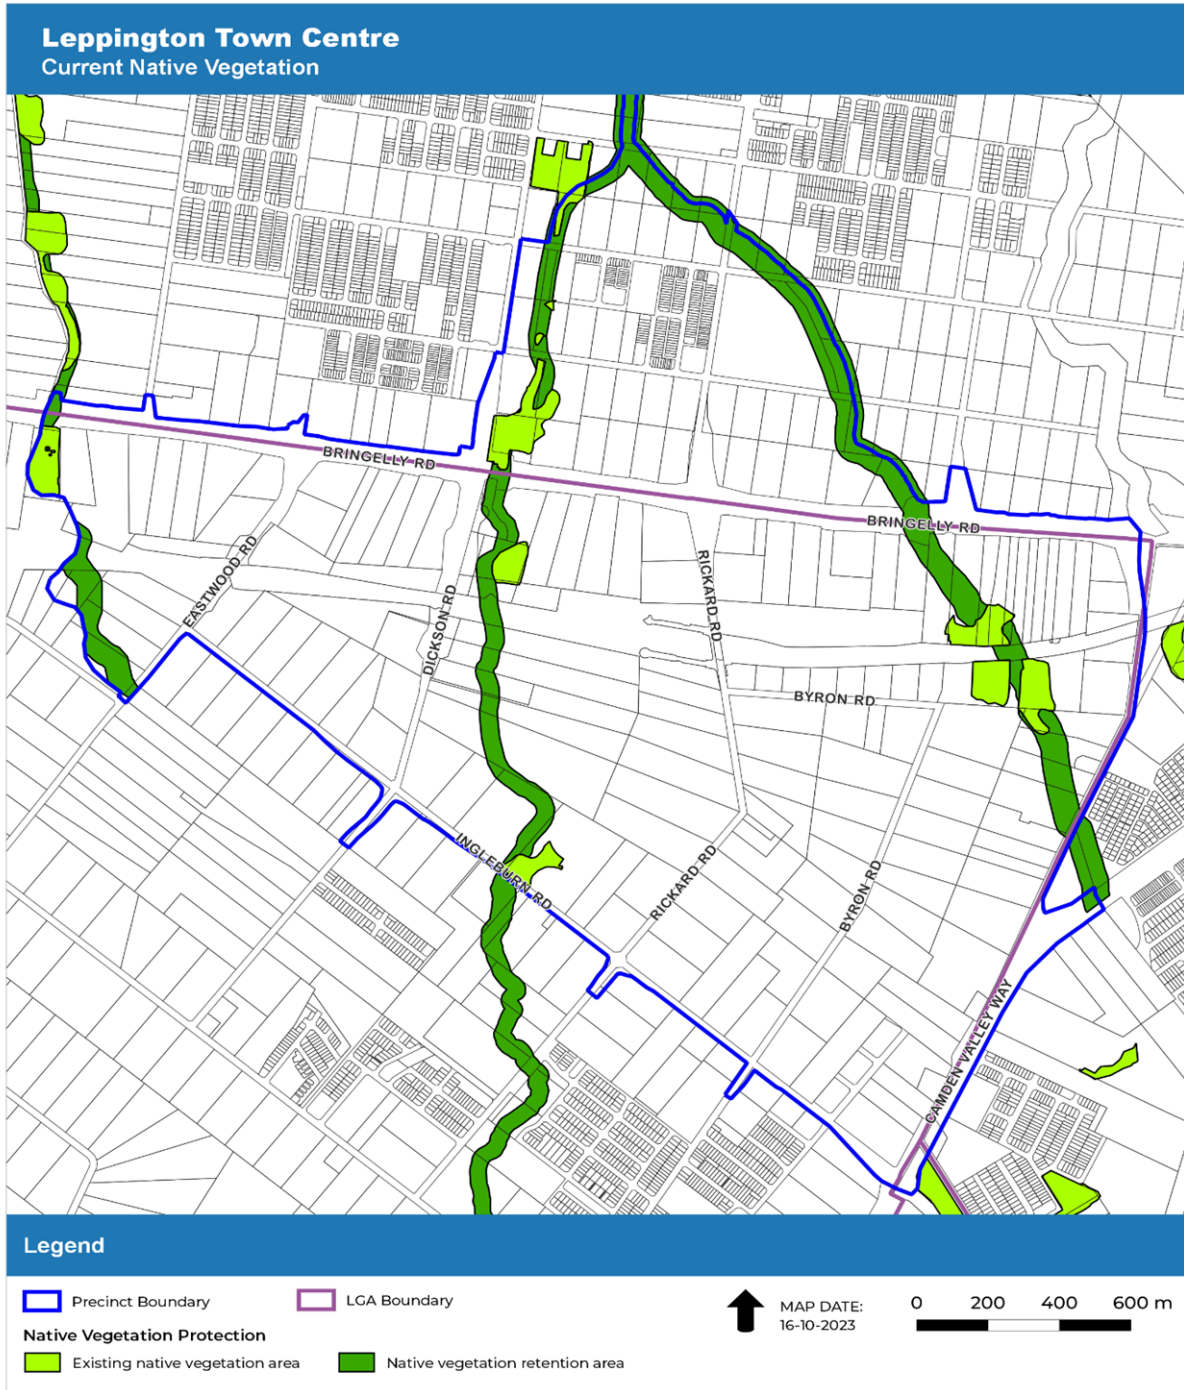 Leppington Town Centre
Current Native Vegetation
BRINGELLY RD
BRINGELLY RD
EASTWOOD RD
DICKSON RD
RICKARD RD
BYRON RD
INGLEBURN RD
RICKARD RD
BYRON RD
CAMDEN VALLEY WAY
Legend
Precinct Boundary
LGA Boundary
MAP DATE:
16-10-2023
0 200 400 600 m
Native Vegetation Protection
Existing native vegetation area
Native vegetation retention area